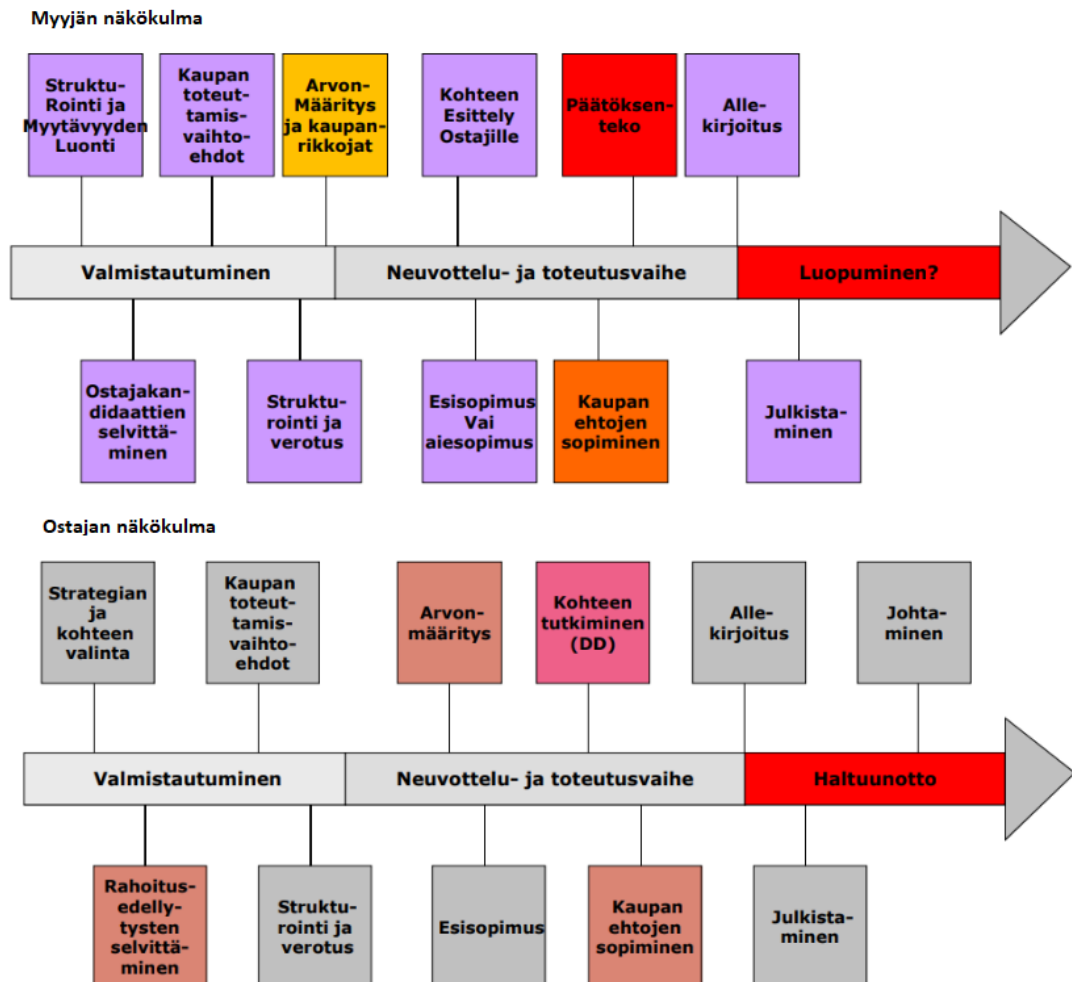 Myyjän näkökulma
Struktu-
Rointi ja
Myytävyyden
Luonti
Kaupan
toteut-
tamis-
vaihto-
ehdot
Arvon-
Määritys
ja kaupan-
rikkojat
Kohteen
Esittely
Ostajille
Päätöksen-
teko
Alle-
kirjoitus
Valmistautuminen
Neuvottelu- ja toteutusvaihe
Luopuminen?
Ostajakan-
didaattien
selvittä-
minen
Struktu-
rointi ja
verotus
Esisopimus
Vai
aiesopimus
Kaupan
ehtojen
sopiminen
Julkista-
minen
Ostajan näkökulma
Strategian
ja
kohteen
valinta
Kaupan
toteut-
tamis-
vaihto-
ehdot
Arvon-
määritys
Kohteen
tutkiminen
(DD)
Alle-
kirjoitus
Johta-
minen
Valmistautuminen
Neuvottelu- ja toteutusvaihe
Haltuunotto
Rahoitus-
edelly-
tysten
selvittä-
minen
Struktu-
rointi ja
verotus
Esisopimus
Kaupan
ehtojen
sopiminen
Julkista-
minen